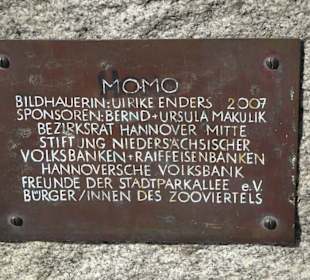 MOMO
BILDHAUERIN: ULRIKE ENDERS 2007
SPONSOREN: BERND + URSULA MAKULIK
BEZIRKSRAT HANNOVER MITTE
STIFTUNG NIEDERSÄCHSISCHER
VOLKSBANKEN + RAIFFEISENBANKEN
HANNOVERSCHE VOLKSBANK
FREUNDE DER STADTPARKALLEE e.V.
BÜRGER/INNEN DES ZOOVIERTELS